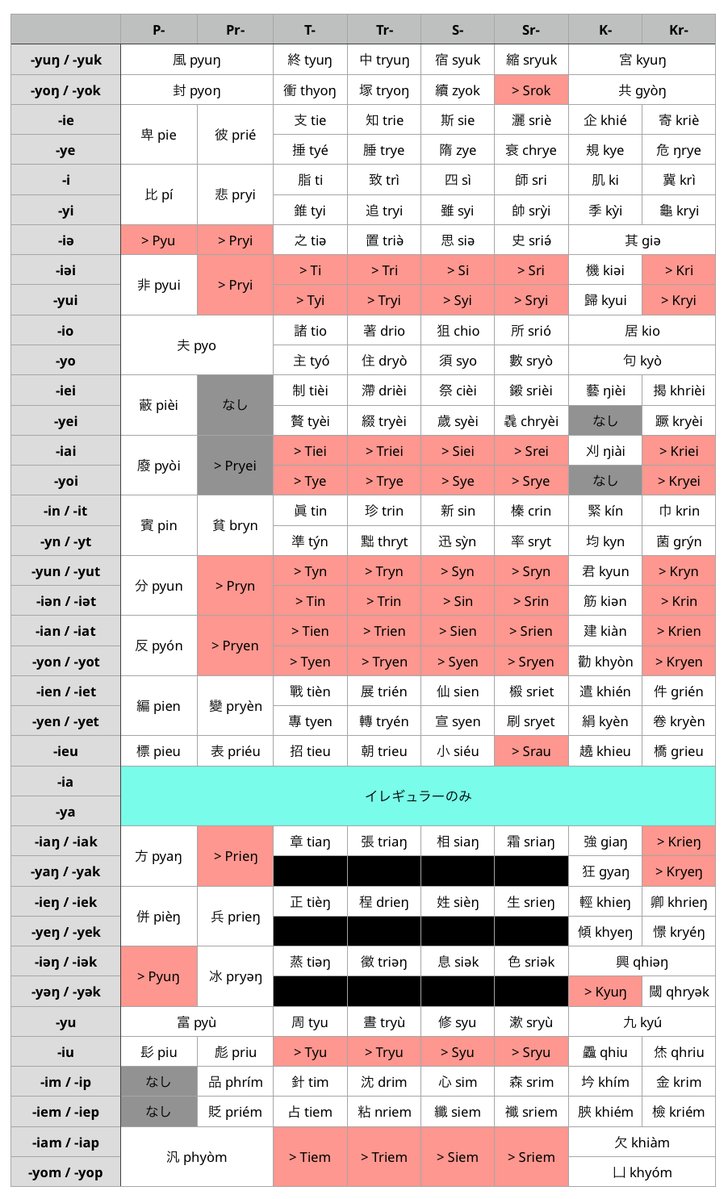 P- Pr- T- Tr- S- Sr- K- Kr-
-yuŋ / -yuk 風 pyuŋ 終 tyuŋ 中 tryuŋ 宿 syuk 縮 sryuk 宮 kyuŋ
-yoŋ / -yok 封 pyoŋ 衝 thyoŋ 塚 tryoŋ 續 zyok > Srok 共 gyòŋ
-ie 卑 pie 彼 prié 支 tie 知 trie 斯 sie 灑 sriè 企 khié 寄 kriè
-ye 捶 tyé 腄 trye 隋 zye 衰 chrye 規 kye 危 ŋrye
-i 比 pí 悲 pryi 脂 ti 致 trì 四 sì 師 sri 肌 ki 冀 krì
-yi 錐 tyi 追 tryi 雖 syi 帥 srỳi 季 kỳi 龜 kryi
-iə > Pyu > Pryi 之 tiə 置 triə̀ 思 siə 史 sriə́ 其 giə
-iəi 非 pyui > Pryi > Ti > Tri > Si > Sri 機 kiəi > Kri
-yui > Tyi > Tryi > Syi > Sryi 歸 kyui > Kryi
-io 夫 pyo 諸 tio 著 drio 狙 chio 所 srió 居 kio
-yo 主 tyó 住 dryò 須 syo 數 sryò 句 kyò
-iei 蔽 pièi なし 制 tièi 滯 drièi 祭 cièi 鎩 srièi 藝 ŋièi 揭 khrièi
-yei 贅 tyèi 綴 tryèi 歲 syèi 毳 chryèi なし 蹶 kryèi
-iai 廢 pyòi > Pryei > Tiei > Triei > Siei > Srei 刈 ŋiài > Kriei
-yoi > Tye > Trye > Sye > Srye なし > Kryei
-in / -it 賓 pin 貧 bryn 眞 tin 珍 trin 新 sin 榛 crin 緊 kín 巾 krin
-yn / -yt 準 týn 黜 thryt 迅 sỳn 率 sryt 均 kyn 菌 grýn
-yun / -yut 分 pyun > Pryn > Tyn > Tryn > Syn > Sryn 君 kyun > Kryn
-iən / -iət > Tin > Trin > Sin > Srin 筋 kiən > Krin
-ian / -iat 反 pyón > Pryen > Tien > Trien > Sien > Srien 建 kiàn > Krien
-yon / -yot > Tyen > Tryen > Syen > Sryen 勸 khyòn > Kryen
-ien / -iet 編 pien 變 pryèn 戰 tièn 展 trién 仙 sien 樧 sriet 遣 khién 件 grién
-yen / -yet 專 tyen 轉 tryén 宣 syen 刷 sryet 絹 kyèn 卷 kryèn
-ieu 標 pieu 表 priéu 招 tieu 朝 trieu 小 siéu > Srau 趬 khieu 橋 grieu
-ia イレギュラーのみ
-ya
-iaŋ / -iak 方 pyaŋ > Prieŋ 章 tiaŋ 張 triaŋ 相 siaŋ 霜 sriaŋ 強 giaŋ > Krieŋ
-yaŋ / -yak 狂 gyaŋ > Kryeŋ
-ieŋ / -iek 併 pièŋ 兵 prieŋ 正 tièŋ 程 drieŋ 姓 sièŋ 生 srieŋ 輕 khieŋ 卿 khrieŋ
-yeŋ / -yek 傾 khyeŋ 憬 kryéŋ
-iəŋ / -iək > Pyuŋ 冰 pryəŋ 蒸 tiəŋ 徵 triəŋ 息 siək 色 sriək 興 qhiəŋ
-yəŋ / -yək > Kyuŋ 閾 qhryək
-yu 富 pyù 周 tyu 晝 tryù 修 syu 漱 sryù 九 kyú
-iu 髟 piu 彪 priu > Tyu > Tryu > Syu > Sryu 飍 qhiu 烋 qhriu
-im / -ip なし 品 phrím 針 tim 沈 drim 心 sim 森 srim 坅 khím 金 krim
-iem / -iep なし 貶 priém 占 tiem 粘 nriem 纖 siem 襳 sriem 脥 khiém 檢 kriém
-iam / -iap 汎 phyòm > Tiem > Triem > Siem > Sriem 欠 khiàm
-yom / -yop 凵 khyóm